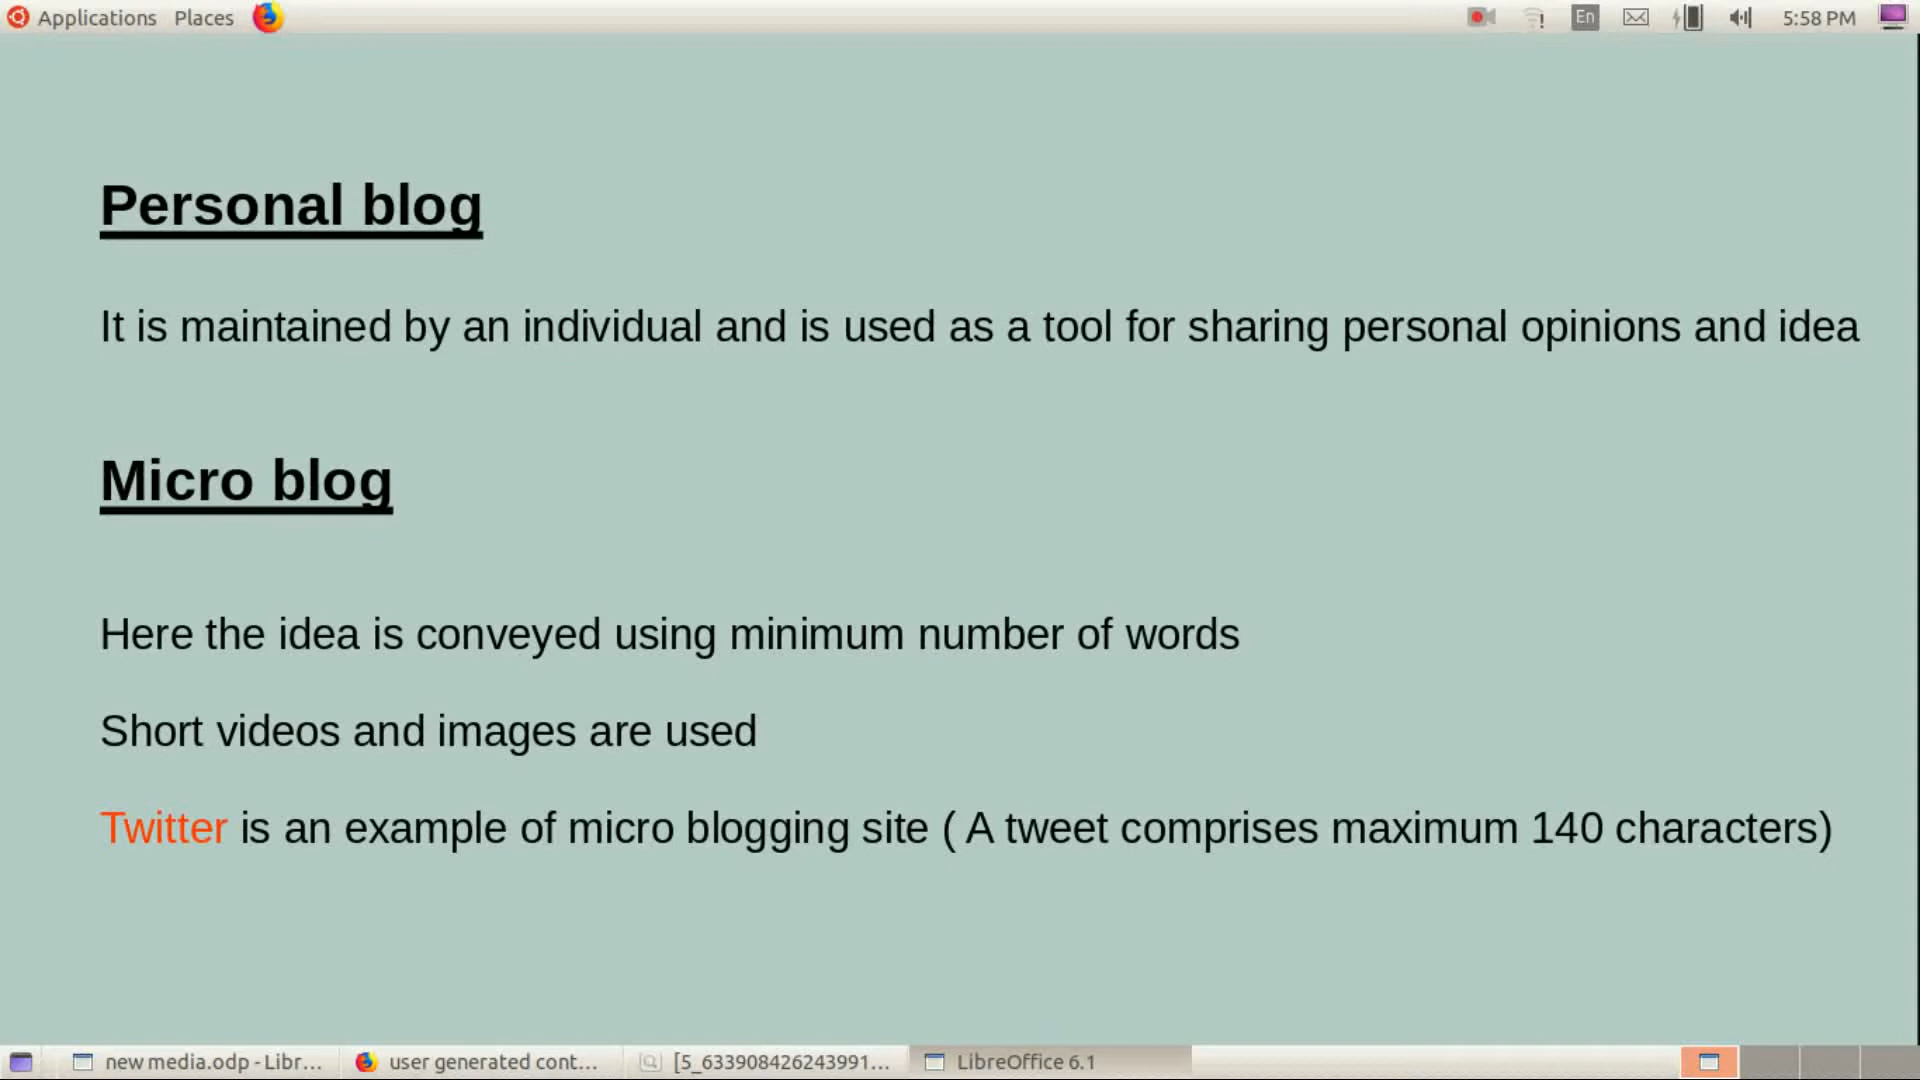 Applications Places En 5:58 PM
Personal blog
It is maintained by an individual and is used as a tool for sharing personal opinions and idea
Micro blog
Here the idea is conveyed using minimum number of words
Short videos and images are used
Twitter is an example of micro blogging site ( A tweet comprises maximum 140 characters)
new media.odp - Libr... user generated cont... [5_633908426243991... LibreOffice 6.1